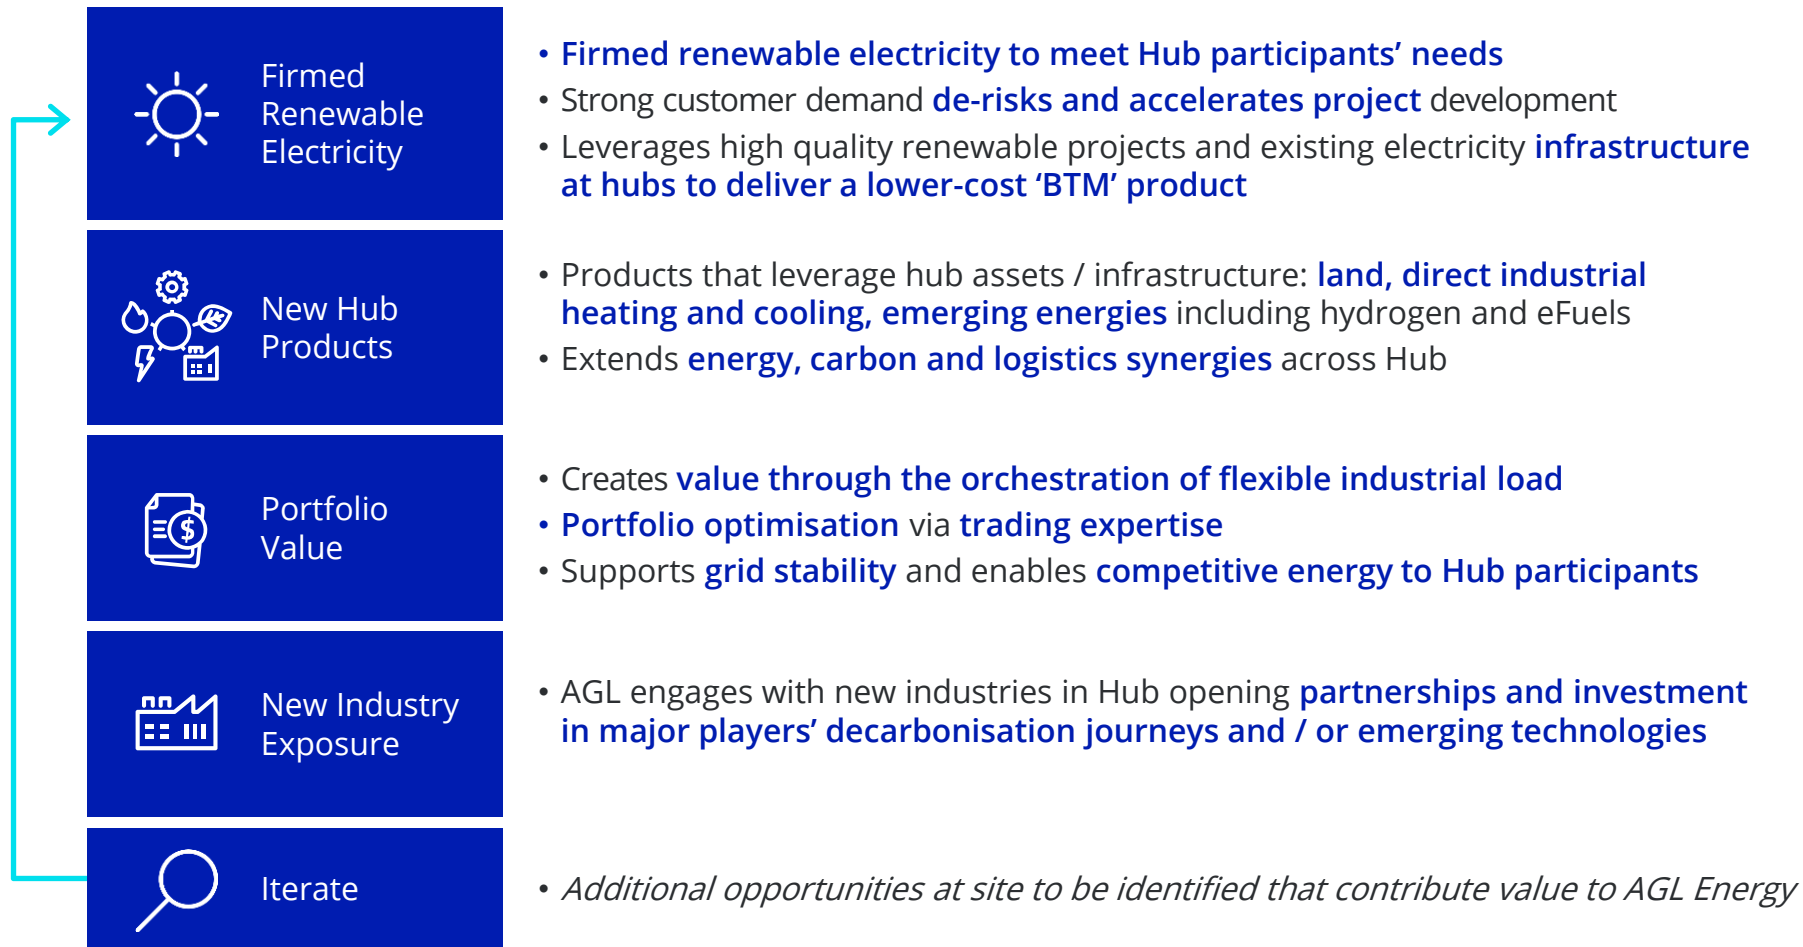 Firmed
Renewable
Electricity
• Firmed renewable electricity to meet Hub participants’ needs
• Strong customer demand de-risks and accelerates project development
• Leverages high quality renewable projects and existing electricity infrastructure
at hubs to deliver a lower-cost ‘BTM’ product
New Hub
Products
• Products that leverage hub assets / infrastructure: land, direct industrial
heating and cooling, emerging energies including hydrogen and eFuels
• Extends energy, carbon and logistics synergies across Hub
Portfolio
Value
• Creates value through the orchestration of flexible industrial load
• Portfolio optimisation via trading expertise
• Supports grid stability and enables competitive energy to Hub participants
New Industry
Exposure
• AGL engages with new industries in Hub opening partnerships and investment
in major players’ decarbonisation journeys and / or emerging technologies
Iterate
• Additional opportunities at site to be identified that contribute value to AGL Energy